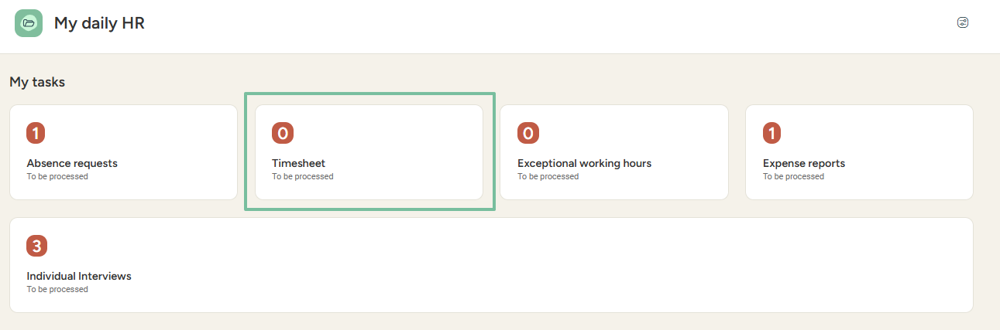 My daily HR
My tasks
1
Absence requests
To be processed
0
Timesheet
To be processed
0
Exceptional working hours
To be processed
1
Expense reports
To be processed
3
Individual Interviews
To be processed